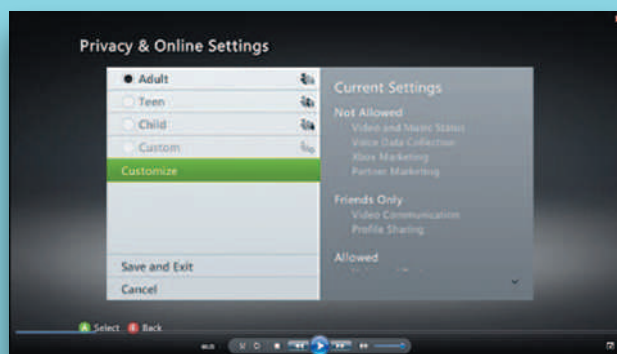 Privacy & Online Settings
Adult
Teen
Child
Custom
Customize
Save and Exit
Cancel
Current Settings
Not Allowed
Video and Music Status
Voice Data Collection
Xbox Marketing
Partner Marketing
Friends Only
Video Communication
Profile Sharing
Allowed
A Select B Back